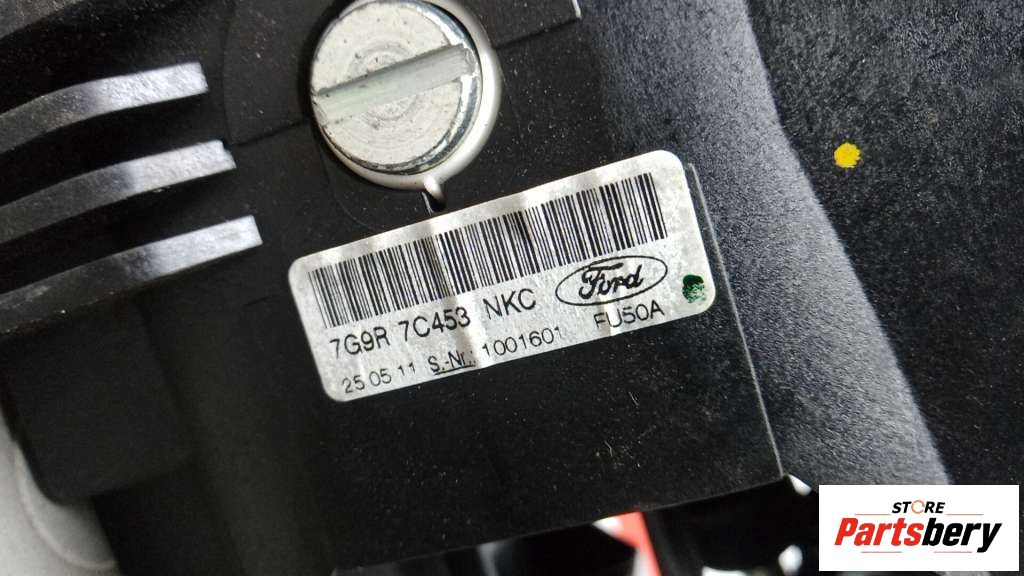 7G9R 7C453 NKC Ford
25 05 11 S.-Nr.: 1001601 FU50A
STORE
Partsbery